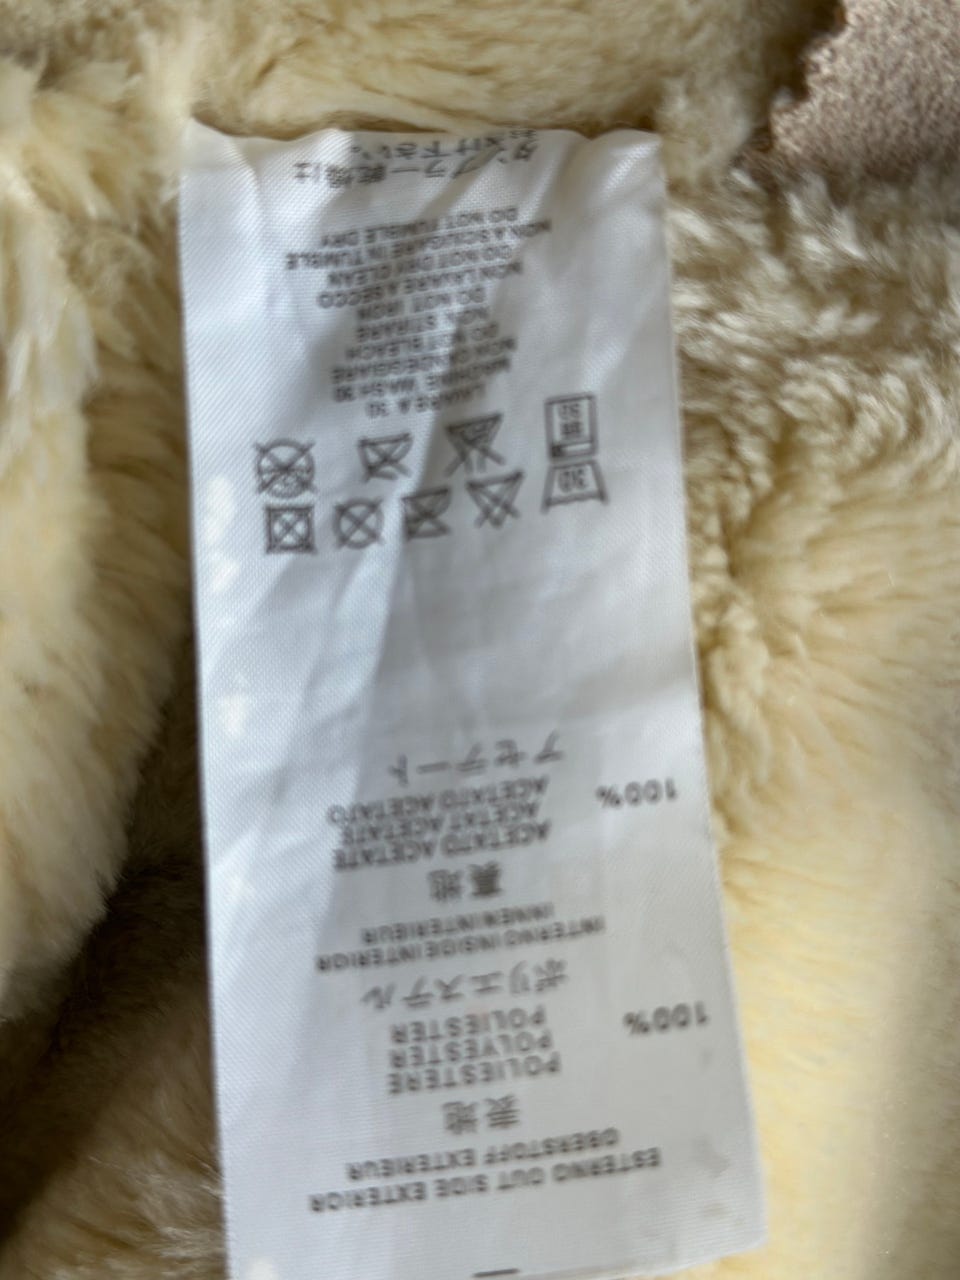 ESTERNO OUT SIDE EXTERIOR
OBERSTOFF EXTERIEUR
表地
100% POLIESTERE
POLYESTER
POLIESTER
ポリエステル
INTERNO INSIDE INTERIOR
INNEN INTERIEUR
裏地
100% ACETATO ACETATE
ACETAT ACETATE
ACETATO ACETATO
アセテート
30
30
LAVARE A 30
MACHINE WASH 30
NON CANDEGGIARE
DO NOT BLEACH
NON STIRARE
DO NOT IRON
NON LAVARE A SECCO
DO NOT DRY CLEAN
NON ASCIUGARE IN TUMBLE
DO NOT TUMBLE DRY